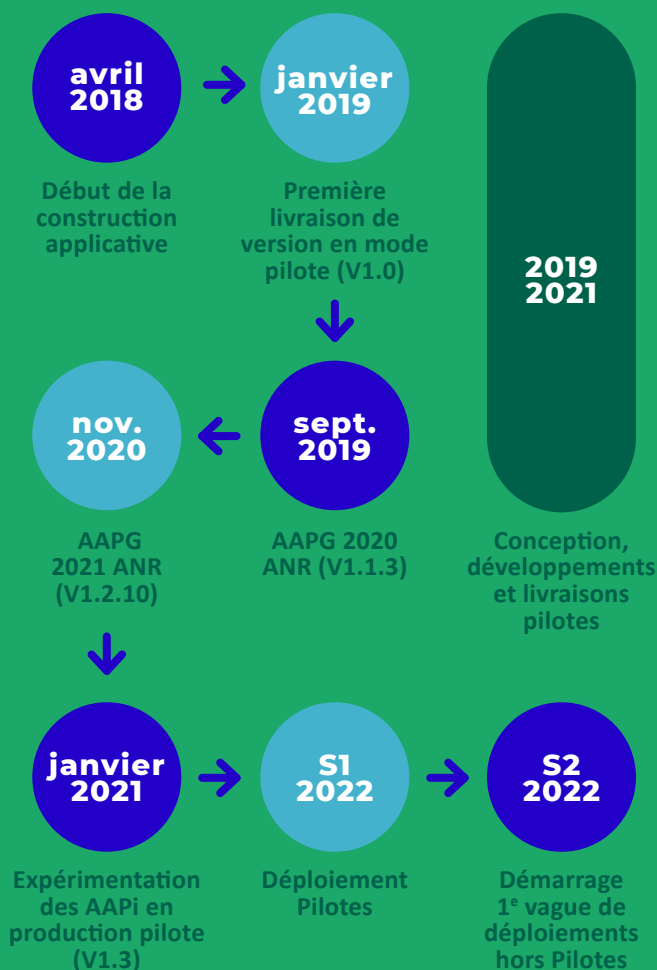 avril
2018
Début de la
construction
applicative
janvier
2019
Première
livraison de
version en mode
pilote (V1.0)
sept.
2019
AAPG 2020
ANR (V1.1.3)
nov.
2020
AAPG
2021 ANR
(V1.2.10)
2019
2021
Conception,
développements
et livraisons
pilotes
janvier
2021
Expérimentation
des AAPi en
production pilote
(V1.3)
S1
2022
Déploiement
Pilotes
S2
2022
Démarrage
1e vague de
déploiements
hors Pilotes